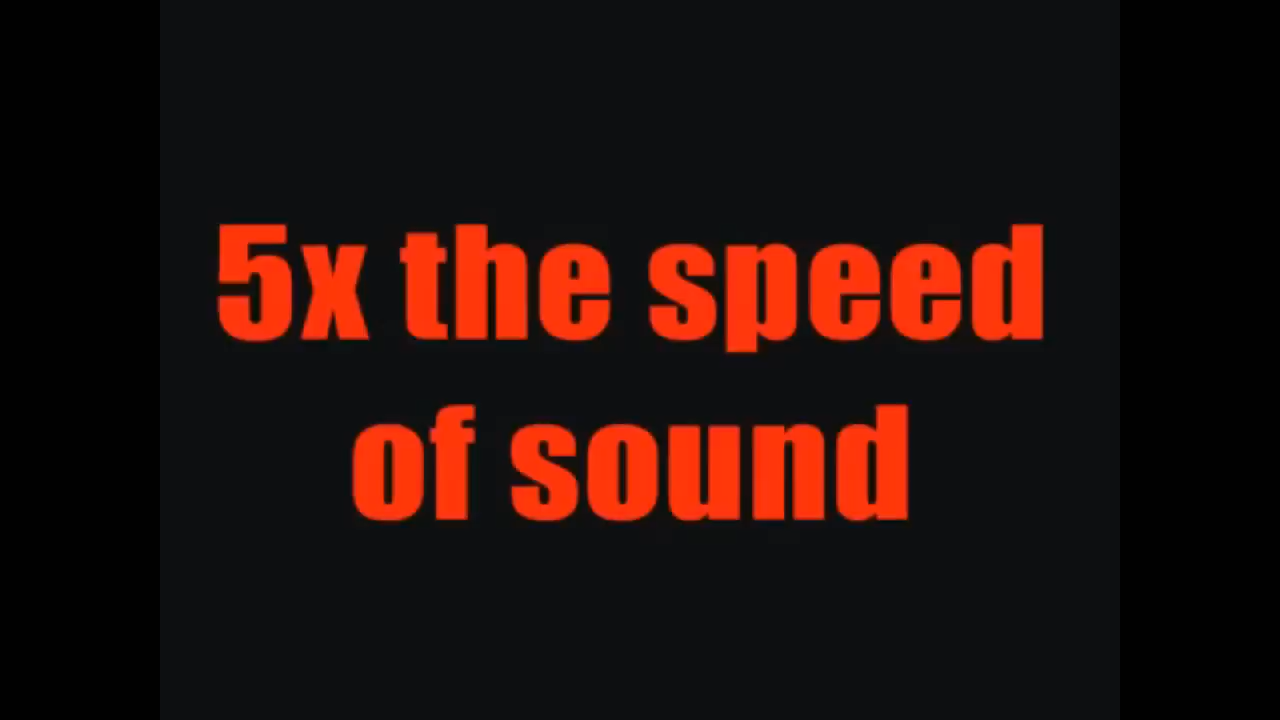 5x the speed
of sound